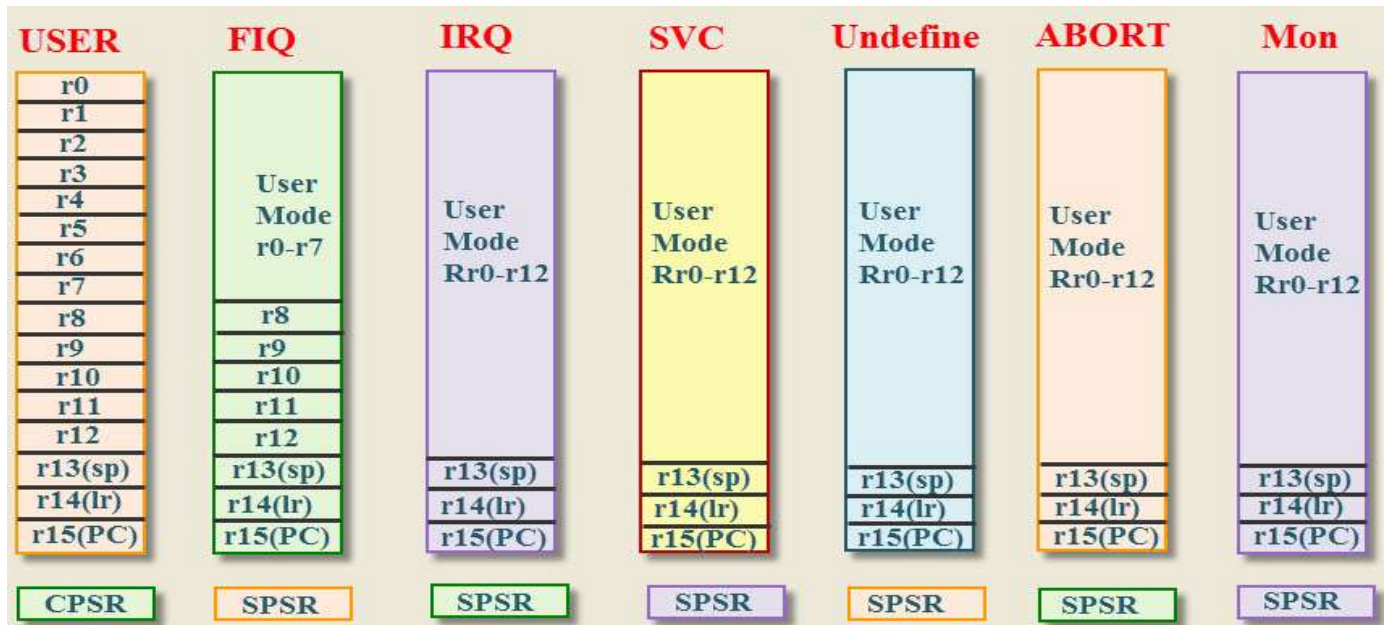 USER FIQ IRQ SVC Undefine ABORT Mon
r0
r1
r2
r3
r4
r5
r6
r7
r8
r9
r10
r11
r12
r13(sp)
r14(lr)
r15(PC)
CPSR
User
Mode
r0-r7
r8
r9
r10
r11
r12
r13(sp)
r14(lr)
r15(PC)
SPSR
User
Mode
Rr0-r12
r13(sp)
r14(lr)
r15(PC)
SPSR
User
Mode
Rr0-r12
r13(sp)
r14(lr)
r15(PC)
SPSR
User
Mode
Rr0-r12
r13(sp)
r14(lr)
r15(PC)
SPSR
User
Mode
Rr0-r12
r13(sp)
r14(lr)
r15(PC)
SPSR
User
Mode
Rr0-r12
r13(sp)
r14(lr)
r15(PC)
SPSR